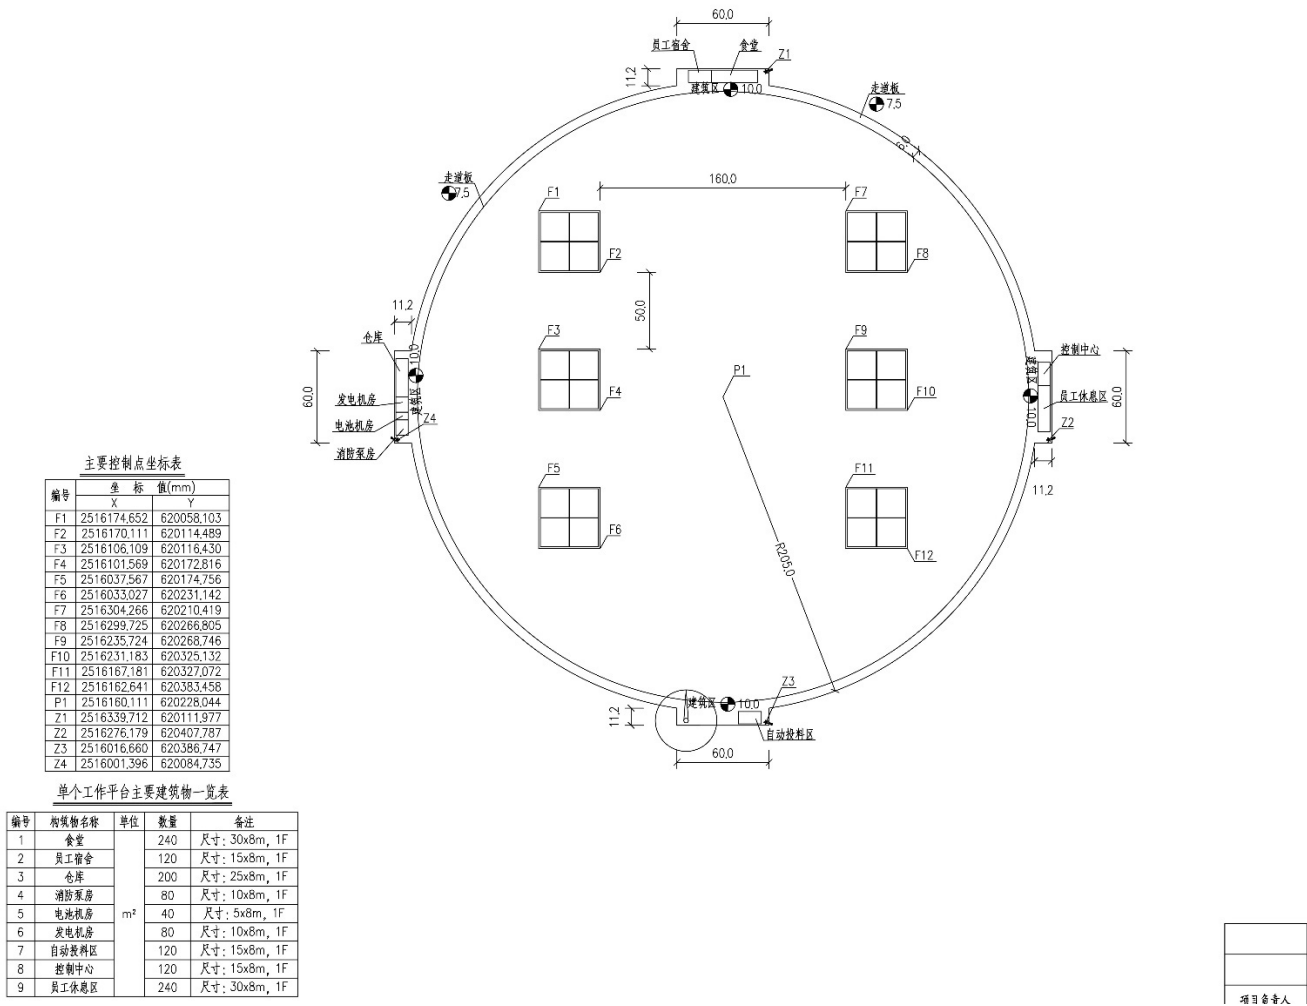 60.0
员工宿舍 食堂
Z1
11.2
建筑区 10.0
走道板
7.5
6.0
走道板
7.5
160.0
F1
F7
F2
F8
50.0
11.2
仓库
10.0
建筑区
F3
F9
P1
建筑区
10.0
控制中心
60.0
发电机房
F4
F10
员工休息区
60.0
电池机房
Z4
Z2
消防泵房
11.2
F5
F11
F6
F12
R205.0
建筑区 10.0
Z3
11.2
自动投料区
60.0
主要控制点坐标表
编号 坐 标 值(mm)
X Y
F1 2516174.652 620058.103
F2 2516170.111 620114.489
F3 2516106.109 620116.430
F4 2516101.569 620172.816
F5 2516037.567 620174.756
F6 2516033.027 620231.142
F7 2516304.266 620210.419
F8 2516299.725 620266.805
F9 2516235.724 620268.746
F10 2516231.183 620325.132
F11 2516167.181 620327.072
F12 2516162.641 620383.458
P1 2516160.111 620228.044
Z1 2516339.712 620111.977
Z2 2516276.179 620407.787
Z3 2516016.660 620386.747
Z4 2516001.396 620084.735
单个工作平台主要建筑物一览表
编号 构筑物名称 单位 数量 备注
1 食堂 240 尺寸: 30x8m, 1F
2 员工宿舍 120 尺寸: 15x8m, 1F
3 仓库 200 尺寸: 25x8m, 1F
4 消防泵房 80 尺寸: 10x8m, 1F
5 电池机房 m² 40 尺寸: 5x8m, 1F
6 发电机房 80 尺寸: 10x8m, 1F
7 自动投料区 120 尺寸: 15x8m, 1F
8 控制中心 120 尺寸: 15x8m, 1F
9 员工休息区 240 尺寸: 30x8m, 1F
项目负责人